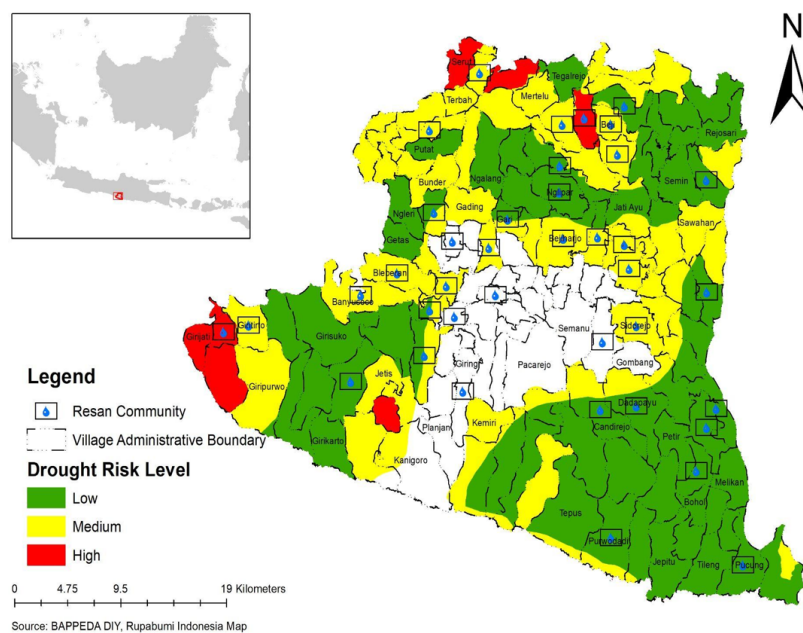 N
Serut
Tegalrejo
Terbah
Mertelu
Beji
Rejosari
Putat
Ngalang
Bunder
Semin
Nglipar
Gading
Jati Ayu
Ngleri
Gari
Sawahan
Getas
Bejiharjo
Bleberan
Banyusoco
Girijati
Giritirto
Girisuko
Semanu
Sidorejo
Giring
Pacarejo
Gombang
Giripurwo
Jetis
Dadapayu
Planjan
Kemiri
Candirejo
Girikarto
Petir
Kanigoro
Melikan
Bohol
Tepus
Purwodadi
Jepitu
Tileng
Pucung
Legend
Resan Community
Village Administrative Boundary
Drought Risk Level
Low
Medium
High
0 4.75 9.5 19 Kilometers
Source: BAPPEDA DIY, Rupabumi Indonesia Map